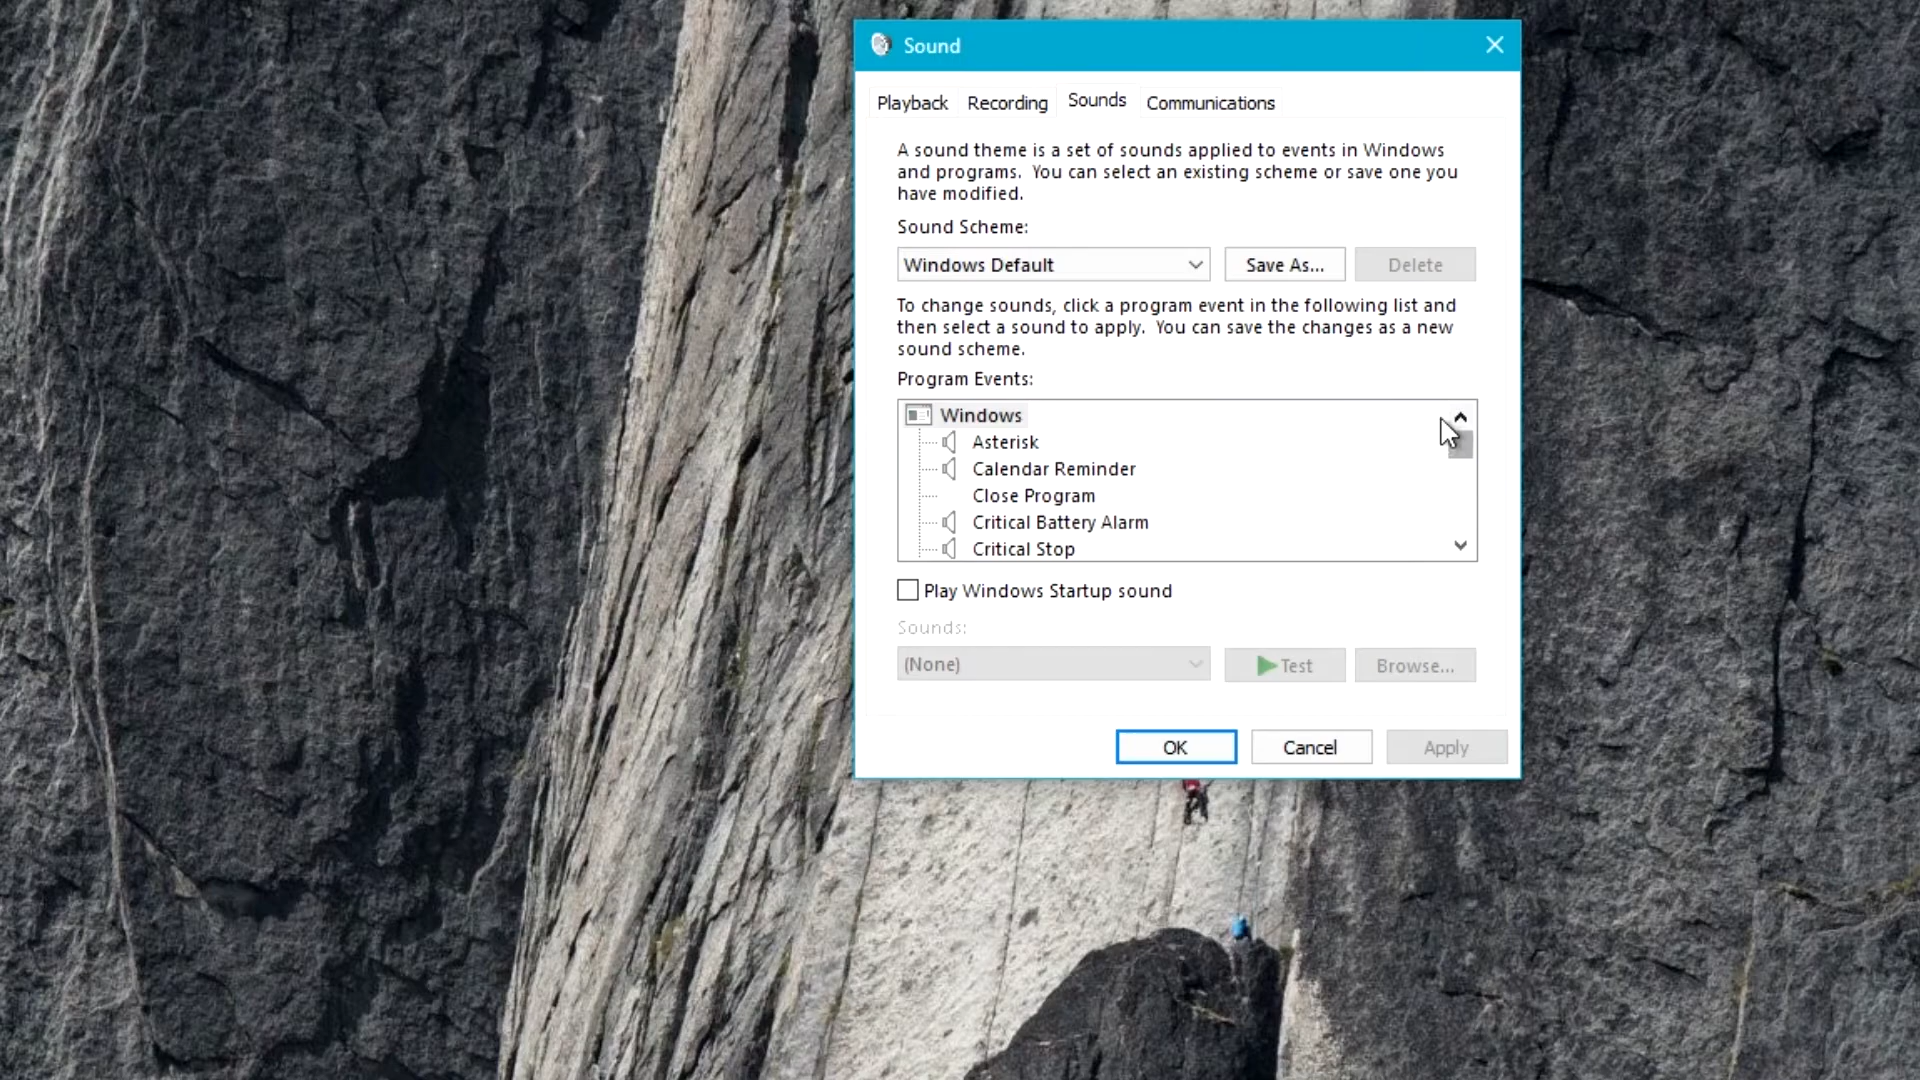 Sound
Playback Recording Sounds Communications
A sound theme is a set of sounds applied to events in Windows
and programs. You can select an existing scheme or save one you
have modified.
Sound Scheme:
Windows Default Save As... Delete
To change sounds, click a program event in the following list and
then select a sound to apply. You can save the changes as a new
sound scheme.
Program Events:
Windows
Asterisk
Calendar Reminder
Close Program
Critical Battery Alarm
Critical Stop
Play Windows Startup sound
Sounds:
(None) Test Browse...
OK Cancel Apply